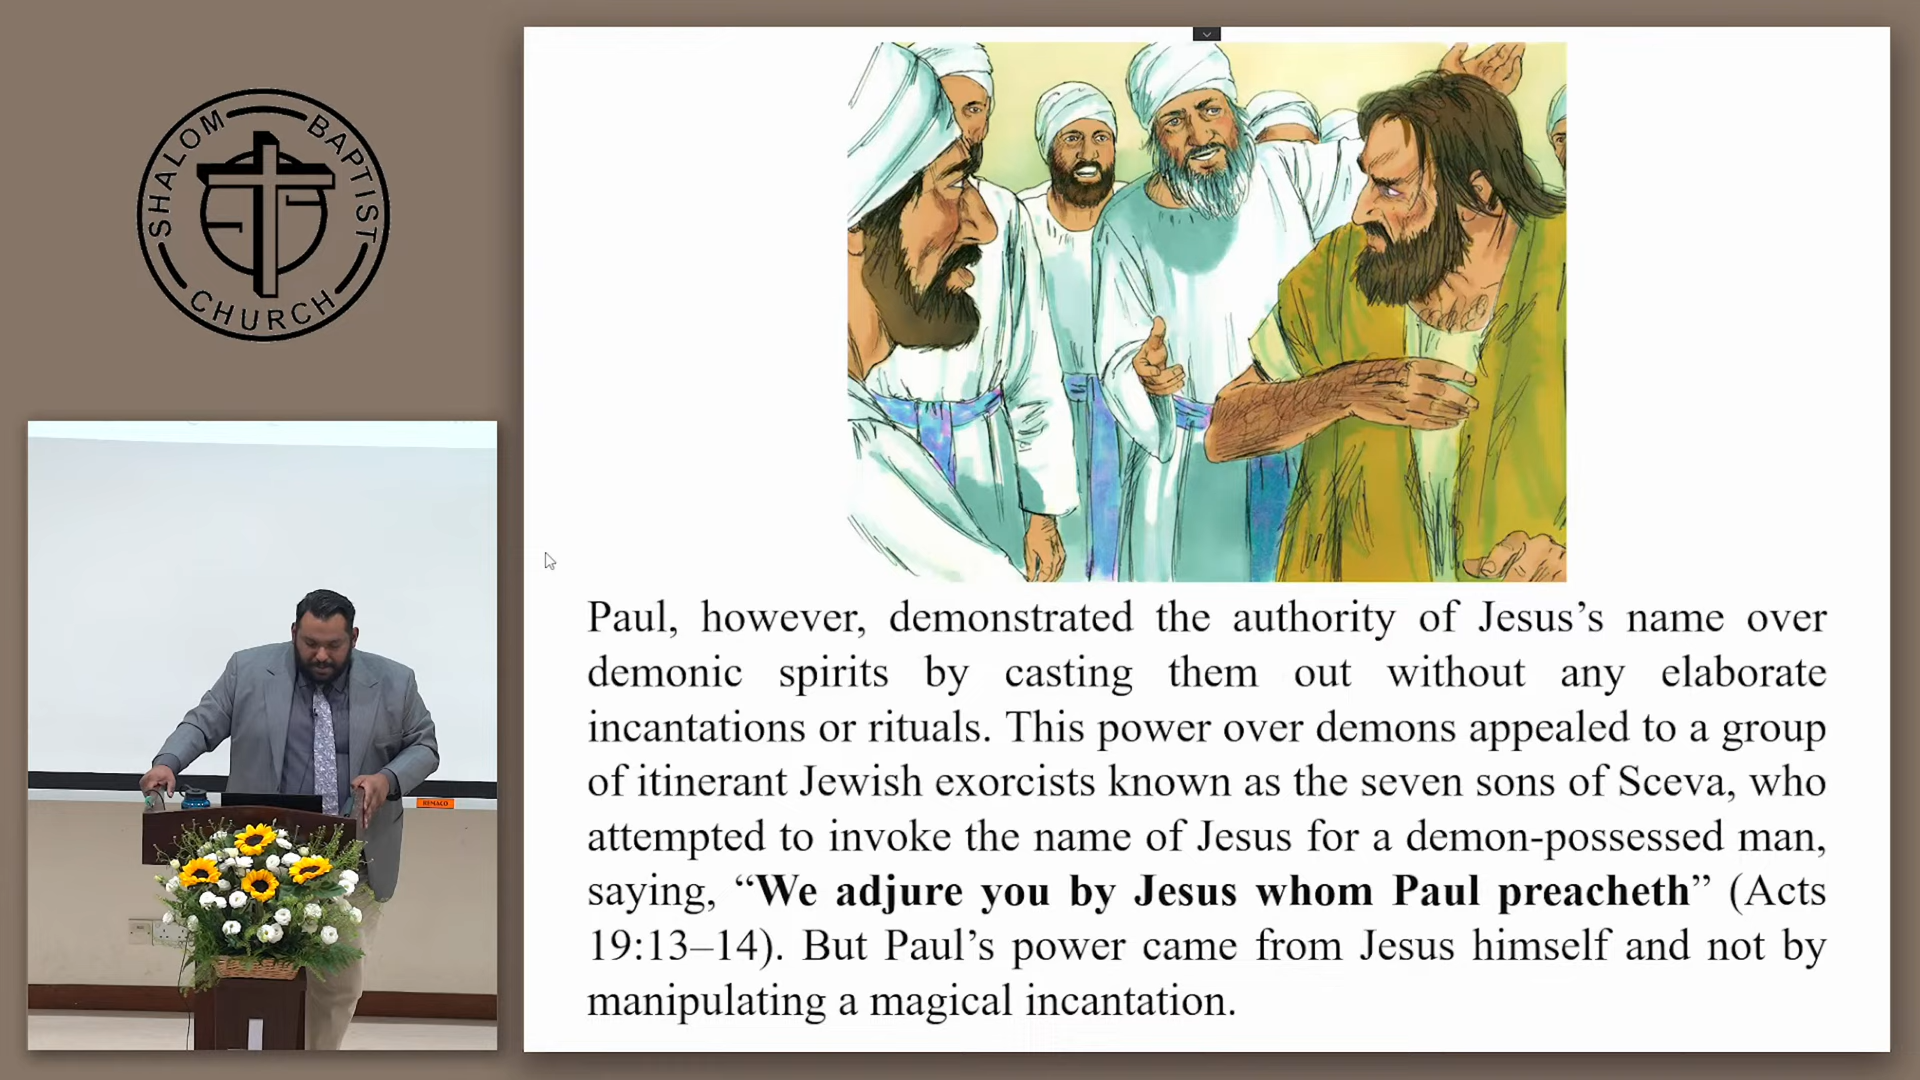 SHALOM BAPTIST CHURCH
REMACO
Paul, however, demonstrated the authority of Jesus’s name over
demonic spirits by casting them out without any elaborate
incantations or rituals. This power over demons appealed to a group
of itinerant Jewish exorcists known as the seven sons of Sceva, who
attempted to invoke the name of Jesus for a demon-possessed man,
saying, “We adjure you by Jesus whom Paul preacheth” (Acts
19:13–14). But Paul’s power came from Jesus himself and not by
manipulating a magical incantation.